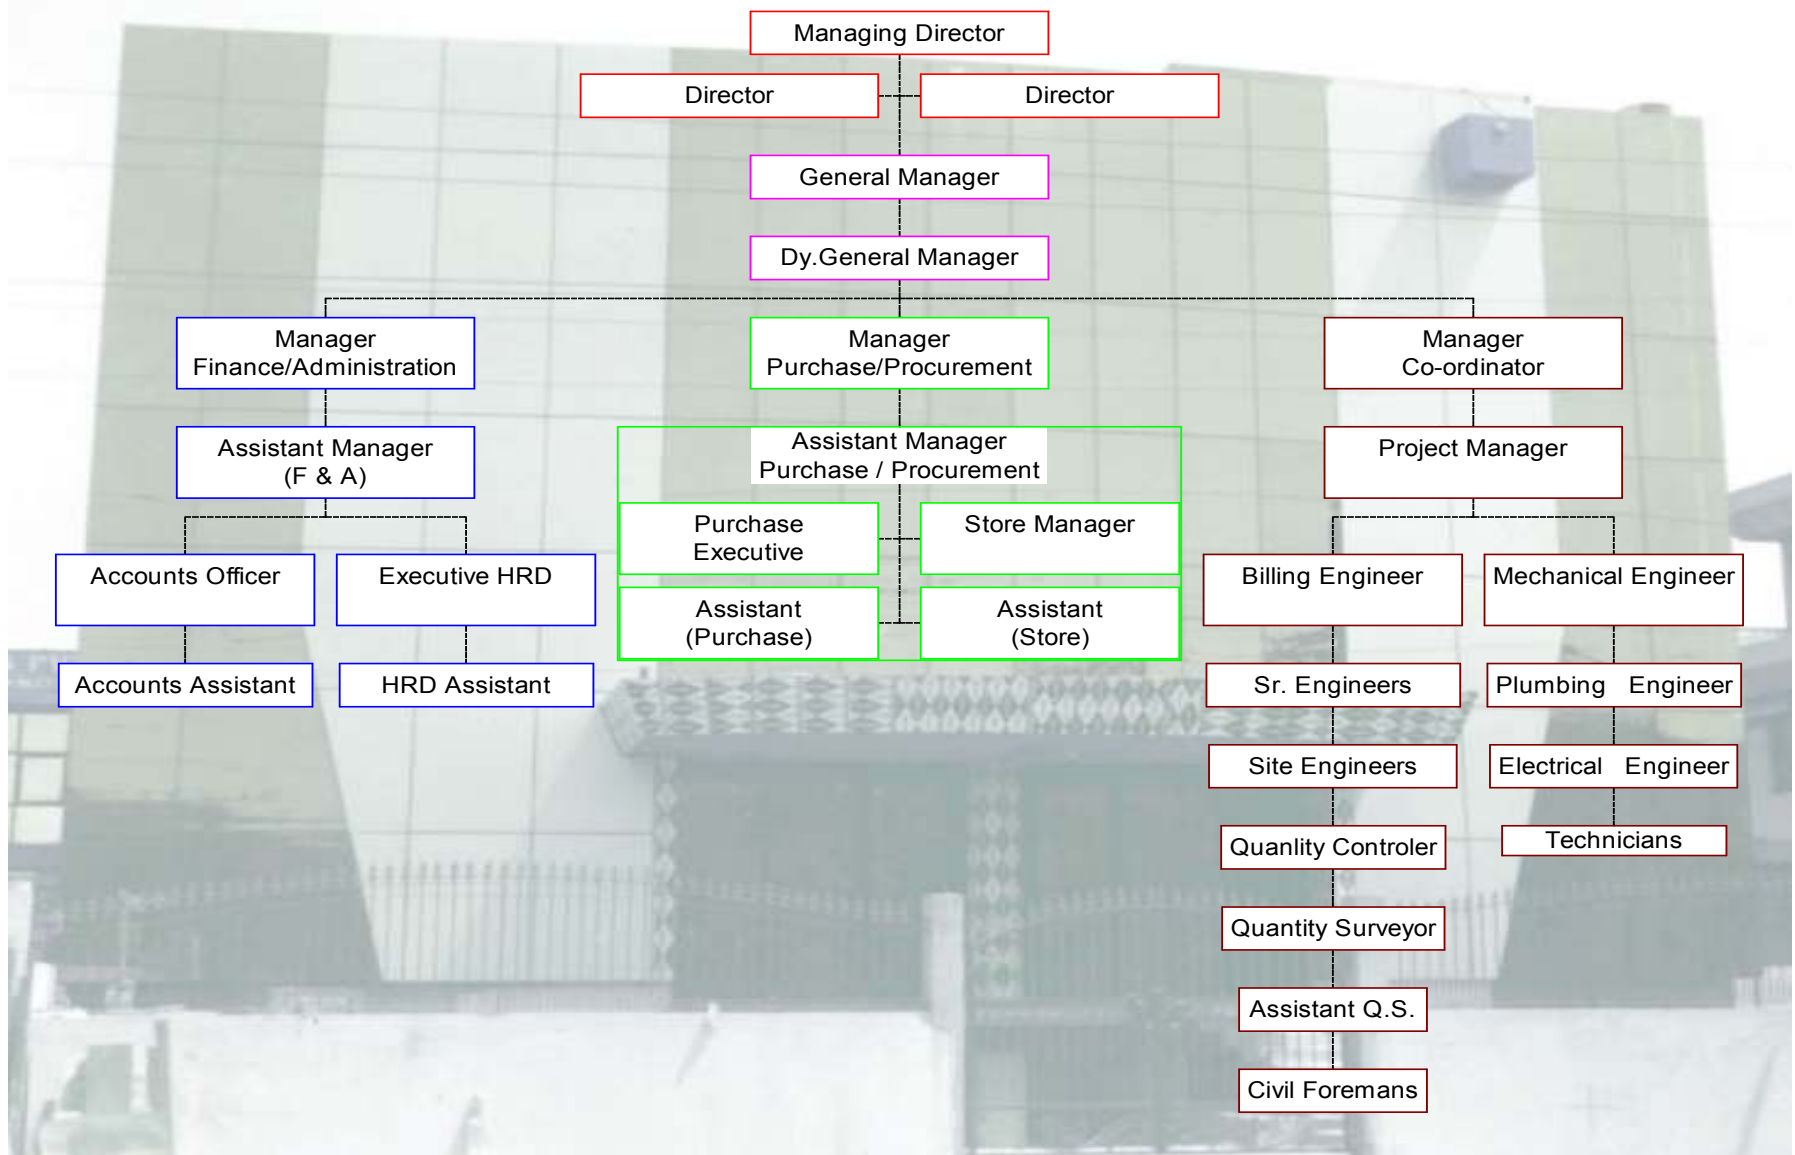 Managing Director
Director
Director
General Manager
Dy.General Manager
Manager
Finance/Administration
Manager
Purchase/Procurement
Manager
Co-ordinator
Assistant Manager
(F & A)
Assistant Manager
Purchase / Procurement
Project Manager
Purchase
Executive
Store Manager
Accounts Officer
Executive HRD
Billing Engineer
Mechanical Engineer
Assistant
(Purchase)
Assistant
(Store)
Accounts Assistant
HRD Assistant
Sr. Engineers
Plumbing Engineer
Site Engineers
Electrical Engineer
Quanlity Controler
Technicians
Quantity Surveyor
Assistant Q.S.
Civil Foremans